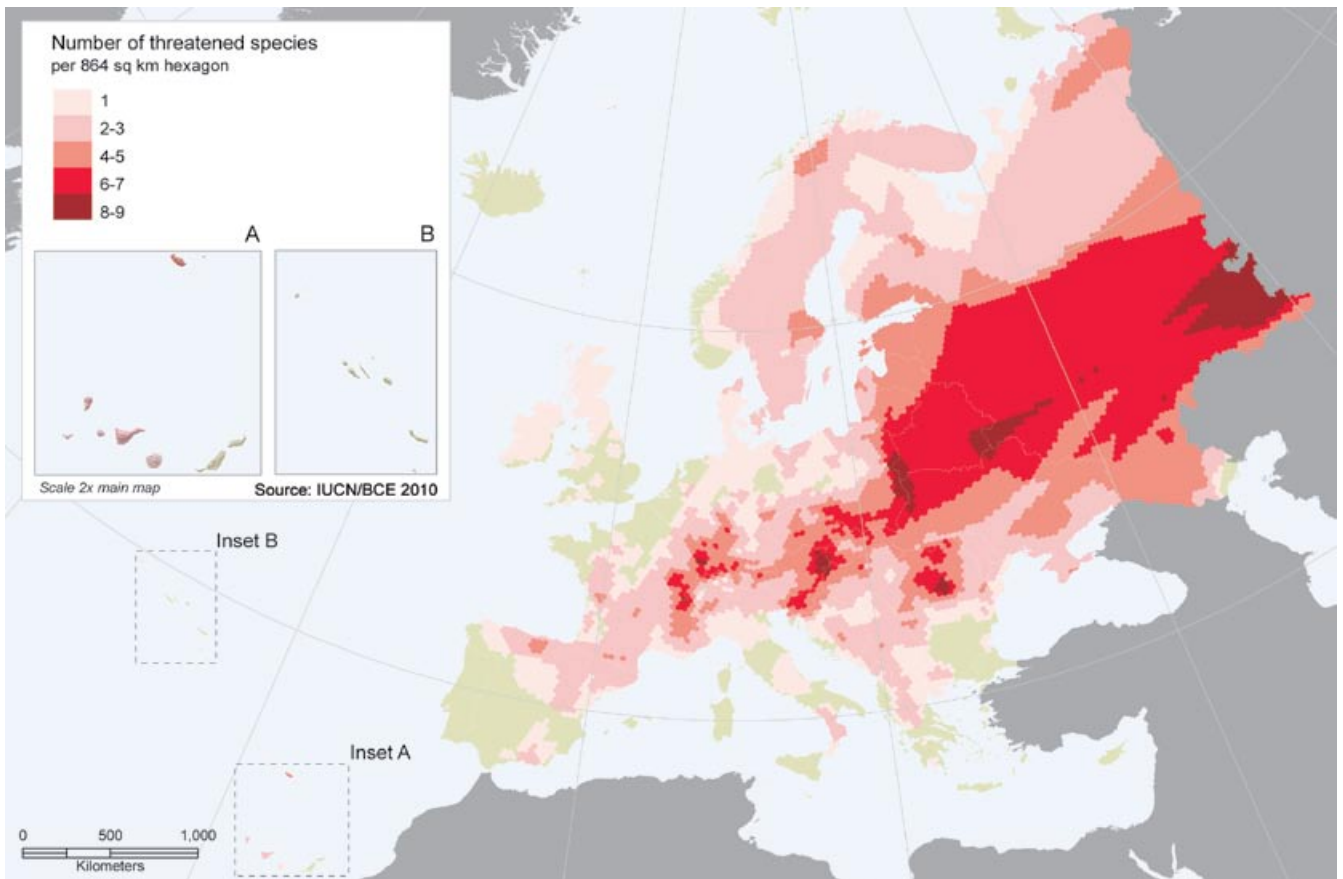 Number of threatened species
per 864 sq km hexagon
1
2-3
4-5
6-7
8-9
A
B
Scale 2x main map
Source: IUCN/BCE 2010
Inset B
Inset A
0 500 1,000
Kilometers